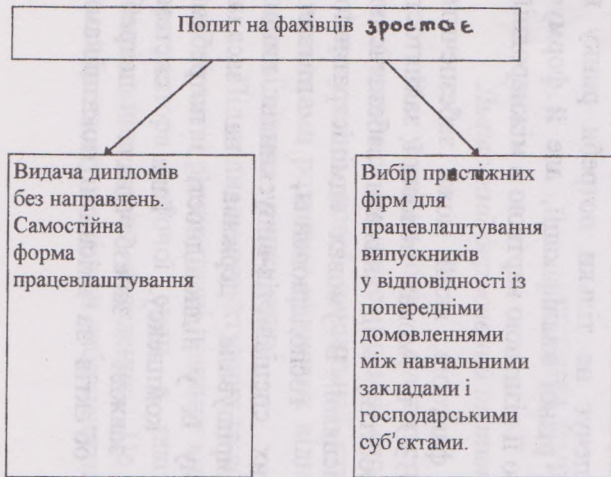 Попит на фахівців зростає
Видача дипломів
без направлень.
Самостійна
форма
працевлаштування
Вибір престіжних
фірм для
працевлаштування
випускників
у відповідності із
попередніми
домовленнями
між навчальними
закладами і
господарськими
суб'єктами.